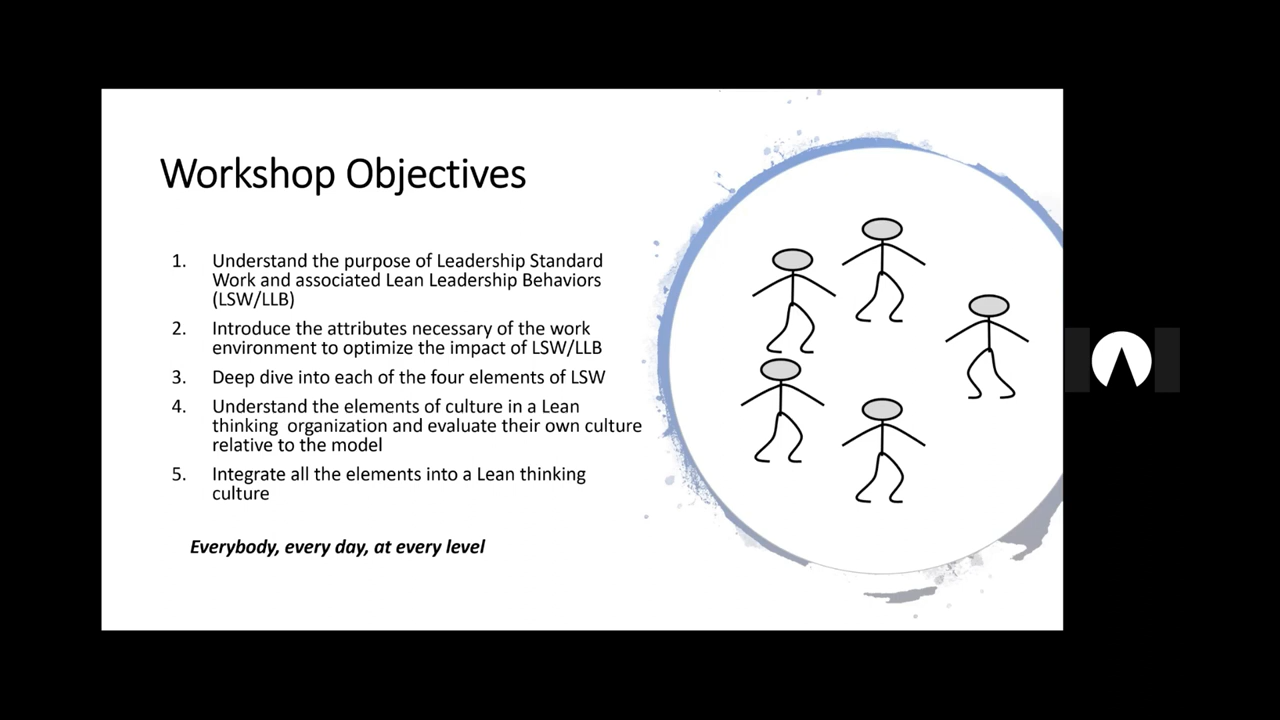 Workshop Objectives
1. Understand the purpose of Leadership Standard
Work and associated Lean Leadership Behaviors
(LSW/LLB)
2. Introduce the attributes necessary of the work
environment to optimize the impact of LSW/LLB
3. Deep dive into each of the four elements of LSW
4. Understand the elements of culture in a Lean
thinking  organization and evaluate their own culture
relative to the model
5. Integrate all the elements into a Lean thinking
culture
Everybody, every day, at every level